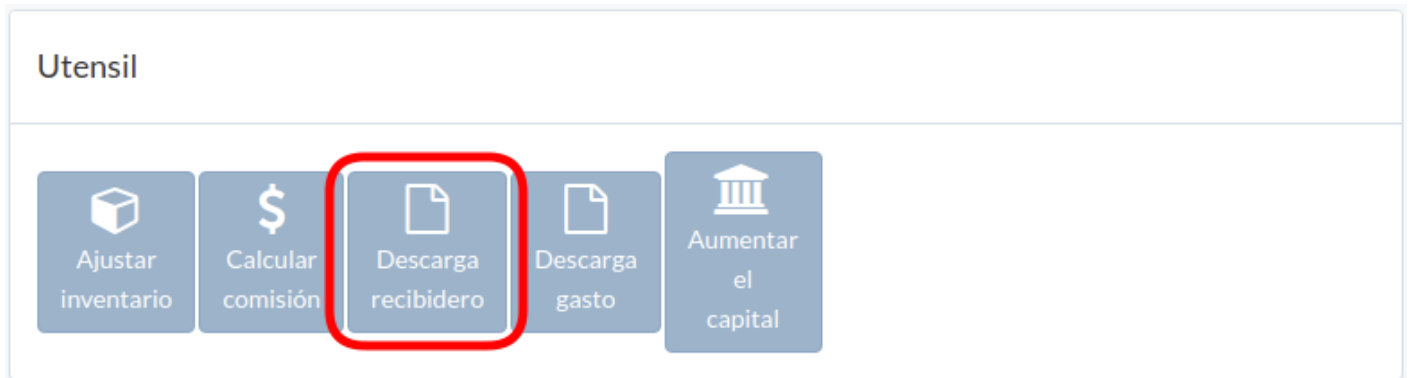 Utensil
Ajustar
inventario
Calcular
comisión
Descarga
recibidero
Descarga
gasto
Aumentar
el
capital